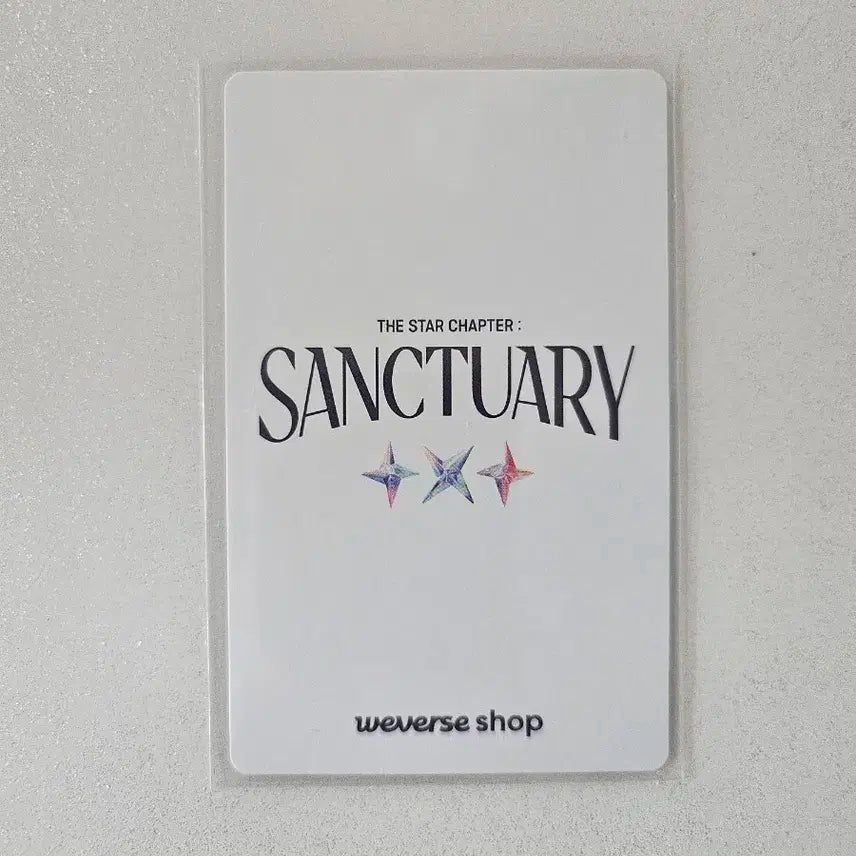 THE STAR CHAPTER :
SANCTUARY
weverse shop